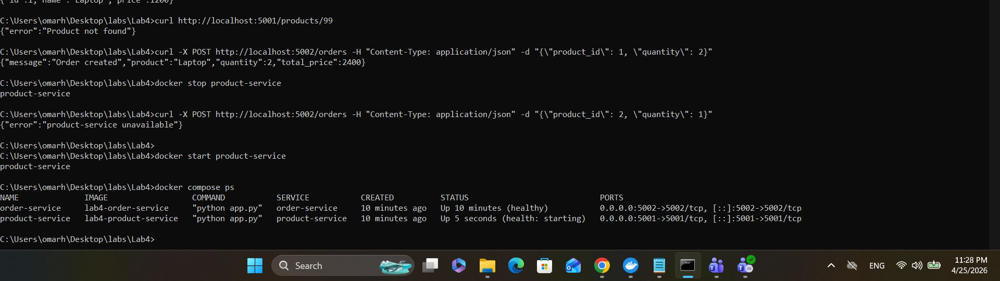 {"id":1,"name":"Laptop","price":1200}
C:\Users\omarh\Desktop\labs\Lab4>curl http://localhost:5001/products/99
{"error":"Product not found"}
C:\Users\omarh\Desktop\labs\Lab4>curl -X POST http://localhost:5002/orders -H "Content-Type: application/json" -d "{\"product_id\": 1, \"quantity\": 2}"
{"message":"Order created","product":"Laptop","quantity":2,"total_price":2400}
C:\Users\omarh\Desktop\labs\Lab4>docker stop product-service
product-service
C:\Users\omarh\Desktop\labs\Lab4>curl -X POST http://localhost:5002/orders -H "Content-Type: application/json" -d "{\"product_id\": 2, \"quantity\": 1}"
{"error":"product-service unavailable"}
C:\Users\omarh\Desktop\labs\Lab4>
C:\Users\omarh\Desktop\labs\Lab4>docker start product-service
product-service
C:\Users\omarh\Desktop\labs\Lab4>docker compose ps
NAME IMAGE COMMAND SERVICE CREATED STATUS PORTS
order-service lab4-order-service "python app.py" order-service 10 minutes ago Up 10 minutes (healthy) 0.0.0.0:5002->5002/tcp, [::]:5002->5002/tcp
product-service lab4-product-service "python app.py" product-service 10 minutes ago Up 5 seconds (health: starting) 0.0.0.0:5001->5001/tcp, [::]:5001->5001/tcp
C:\Users\omarh\Desktop\labs\Lab4>
Search
ENG
11:28 PM
4/25/2026